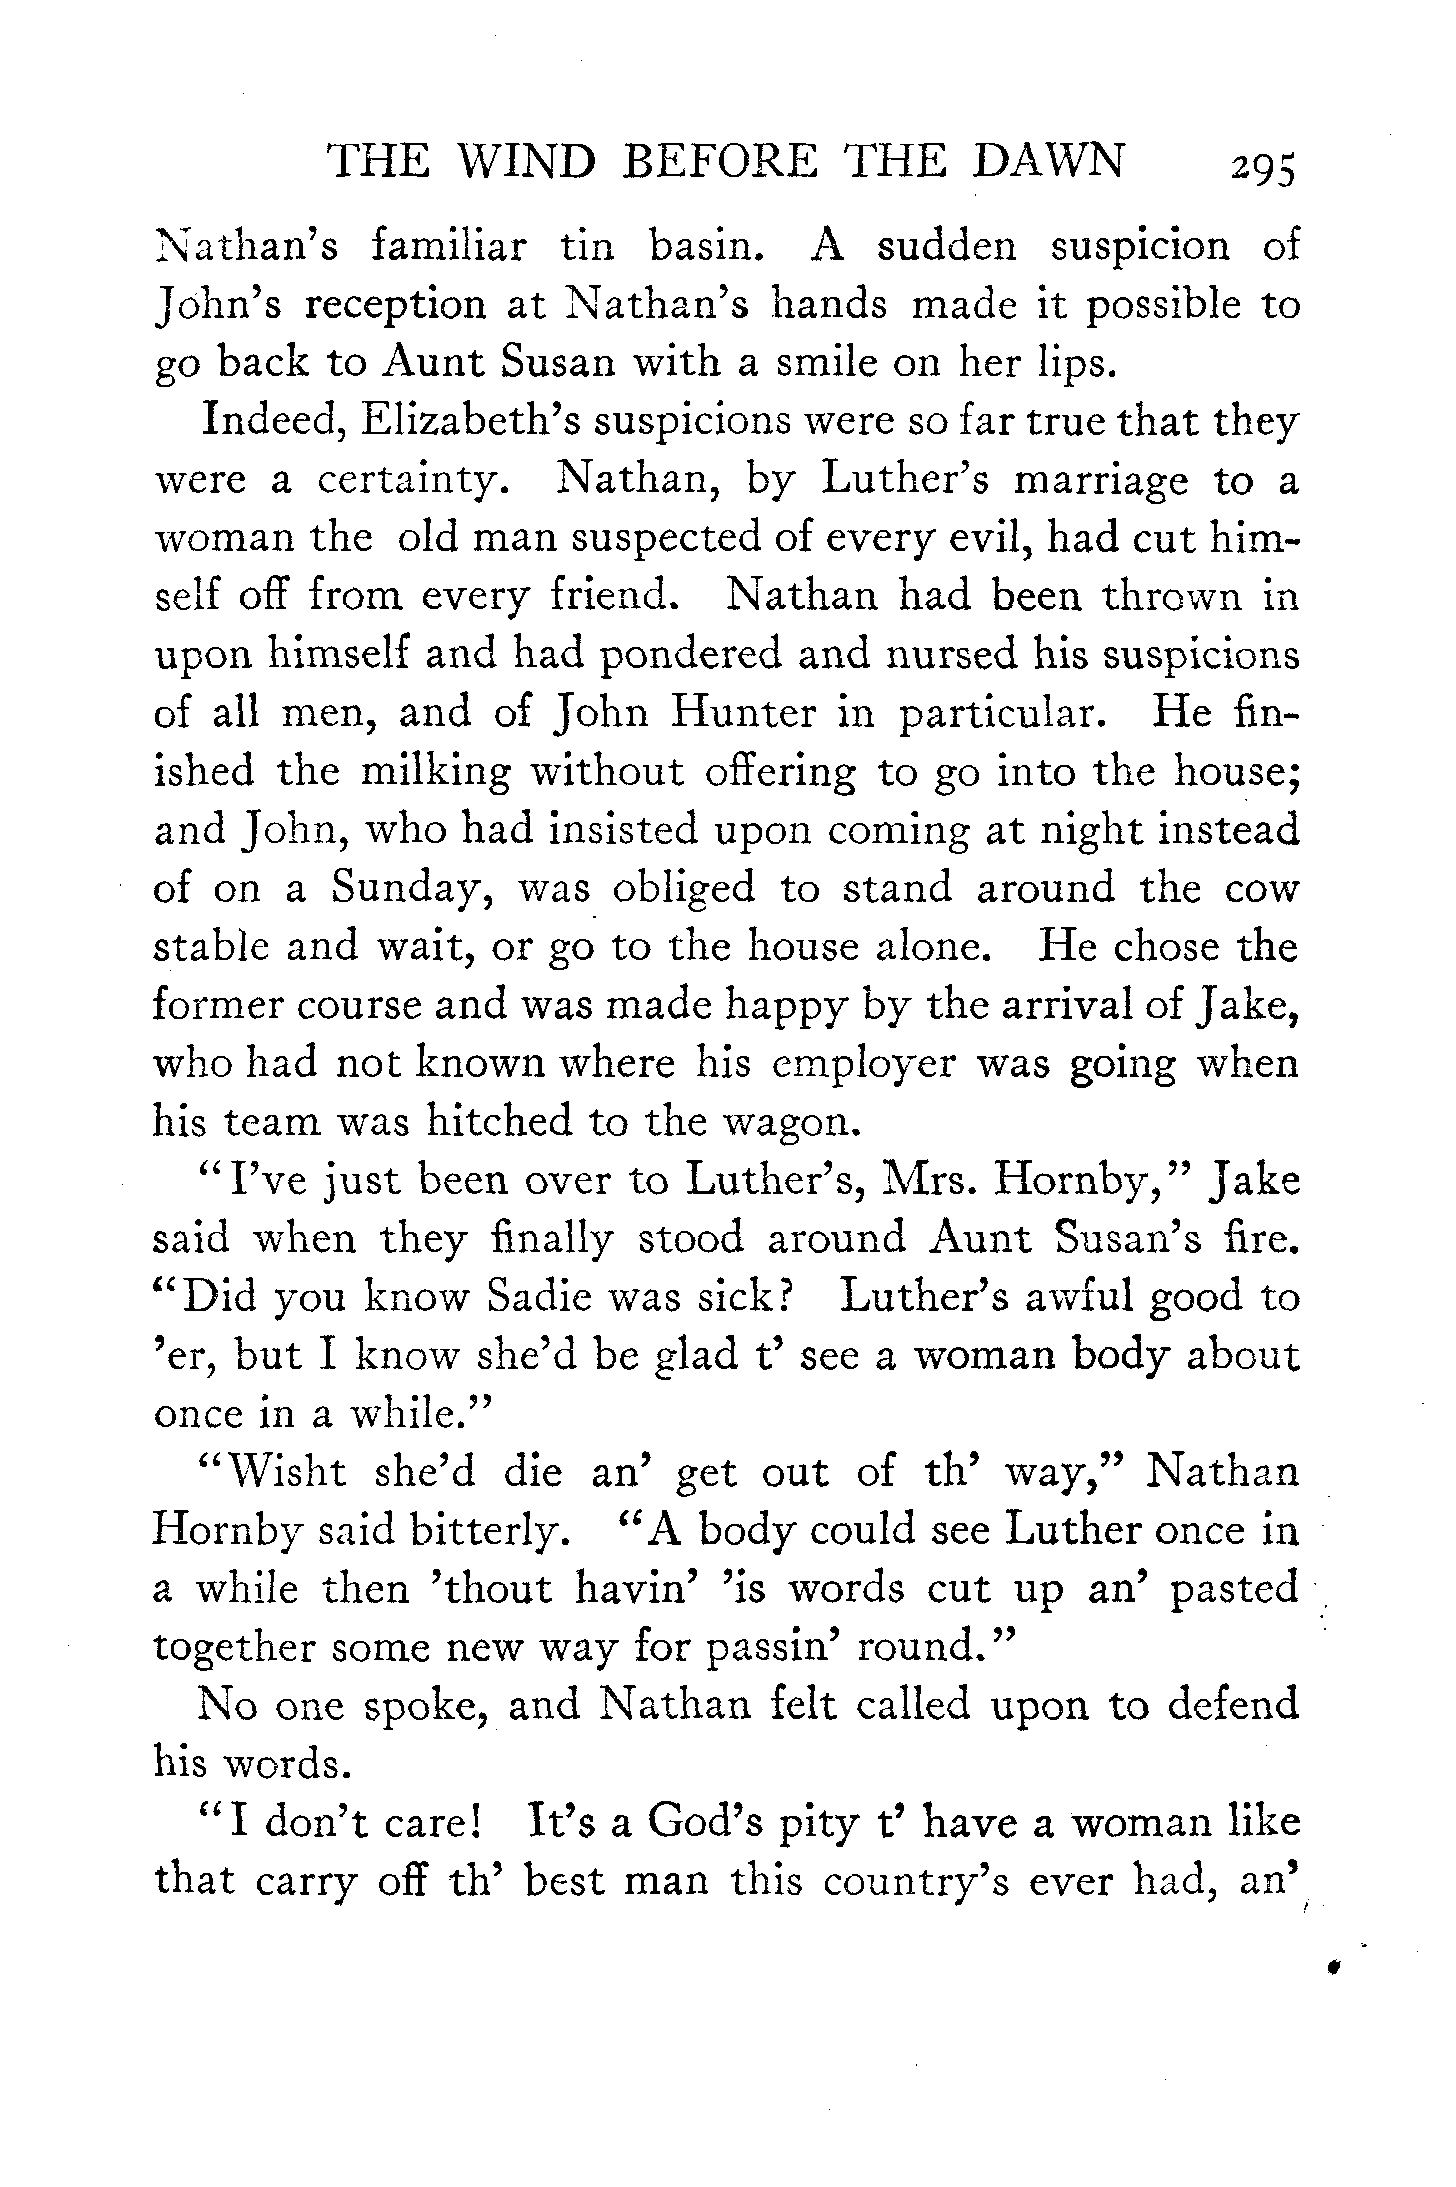 THE WIND BEFORE THE DAWN 295
Nathan's familiar tin basin. A sudden suspicion of
John's reception at Nathan's hands made it possible to
go back to Aunt Susan with a smile on her lips.
Indeed, Elizabeth's suspicions were so far true that they
were a certainty. Nathan, by Luther's marriage to a
woman the old man suspected of every evil, had cut him-
self off from every friend. Nathan had been thrown in
upon himself and had pondered and nursed his suspicions
of all men, and of John Hunter in particular. He fin-
ished the milking without offering to go into the house;
and John, who had insisted upon coming at night instead
of on a Sunday, was obliged to stand around the cow
stable and wait, or go to the house alone. He chose the
former course and was made happy by the arrival of Jake,
who had not known where his employer was going when
his team was hitched to the wagon.
"I've just been over to Luther's, Mrs. Hornby," Jake
said when they finally stood around Aunt Susan's fire.
"Did you know Sadie was sick? Luther's awful good to
'er, but I know she'd be glad t' see a woman body about
once in a while."
"Wisht she'd die an' get out of th' way," Nathan
Hornby said bitterly. "A body could see Luther once in
a while then 'thout havin' 'is words cut up an' pasted
together some new way for passin' round."
No one spoke, and Nathan felt called upon to defend
his words.
"I don't care! It's a God's pity t' have a woman like
that carry off th' best man this country's ever had, an'